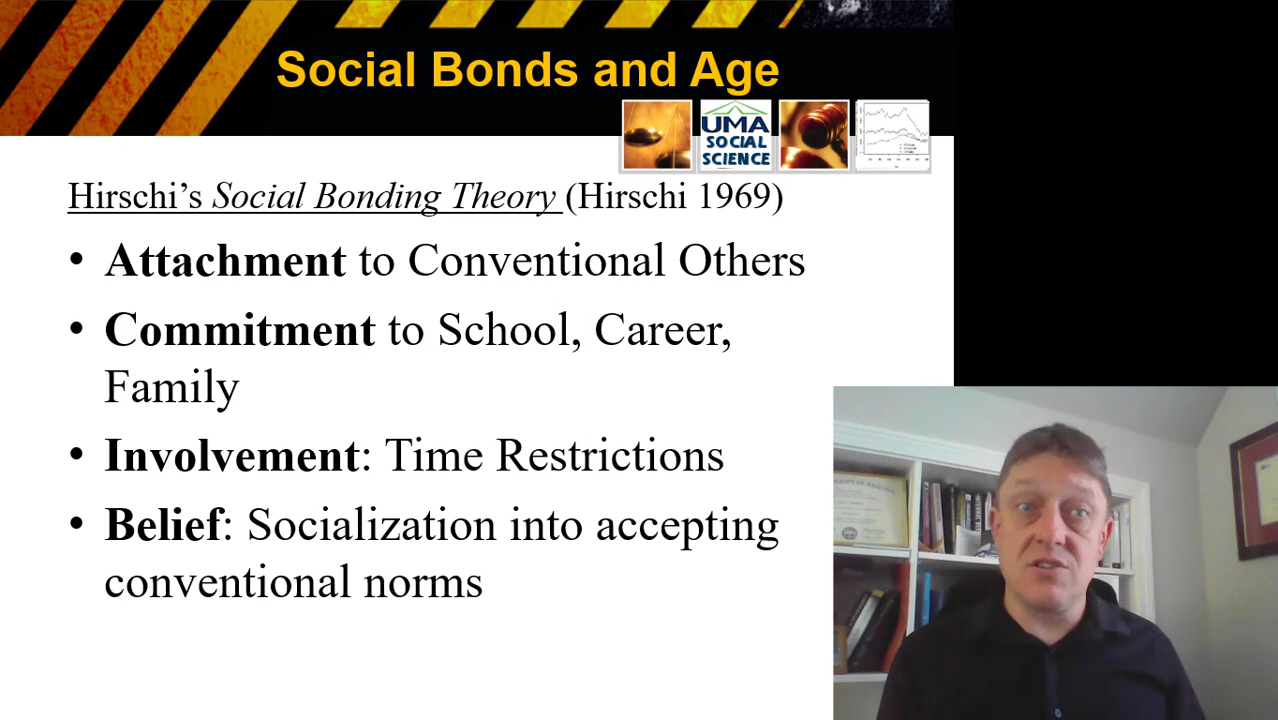 Social Bonds and Age
UMA
SOCIAL
SCIENCE
Hirschi’s Social Bonding Theory (Hirschi 1969)
• Attachment to Conventional Others
• Commitment to School, Career,
Family
• Involvement: Time Restrictions
• Belief: Socialization into accepting
conventional norms